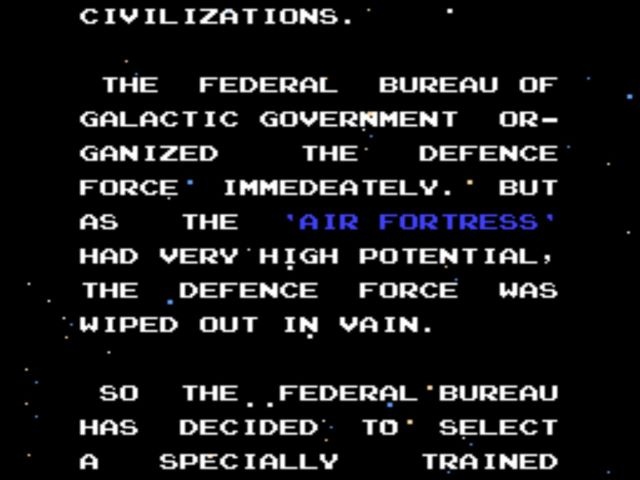 CIVILIZATIONS.
THE FEDERAL BUREAU OF
GALACTIC GOVERNMENT OR-
GANIZED THE DEFENCE
FORCE IMMEDEATELY. BUT
AS THE 'AIR FORTRESS'
HAD VERY HIGH POTENTIAL,
THE DEFENCE FORCE WAS
WIPED OUT IN VAIN.
SO THE FEDERAL BUREAU
HAS DECIDED TO SELECT
A SPECIALLY TRAINED